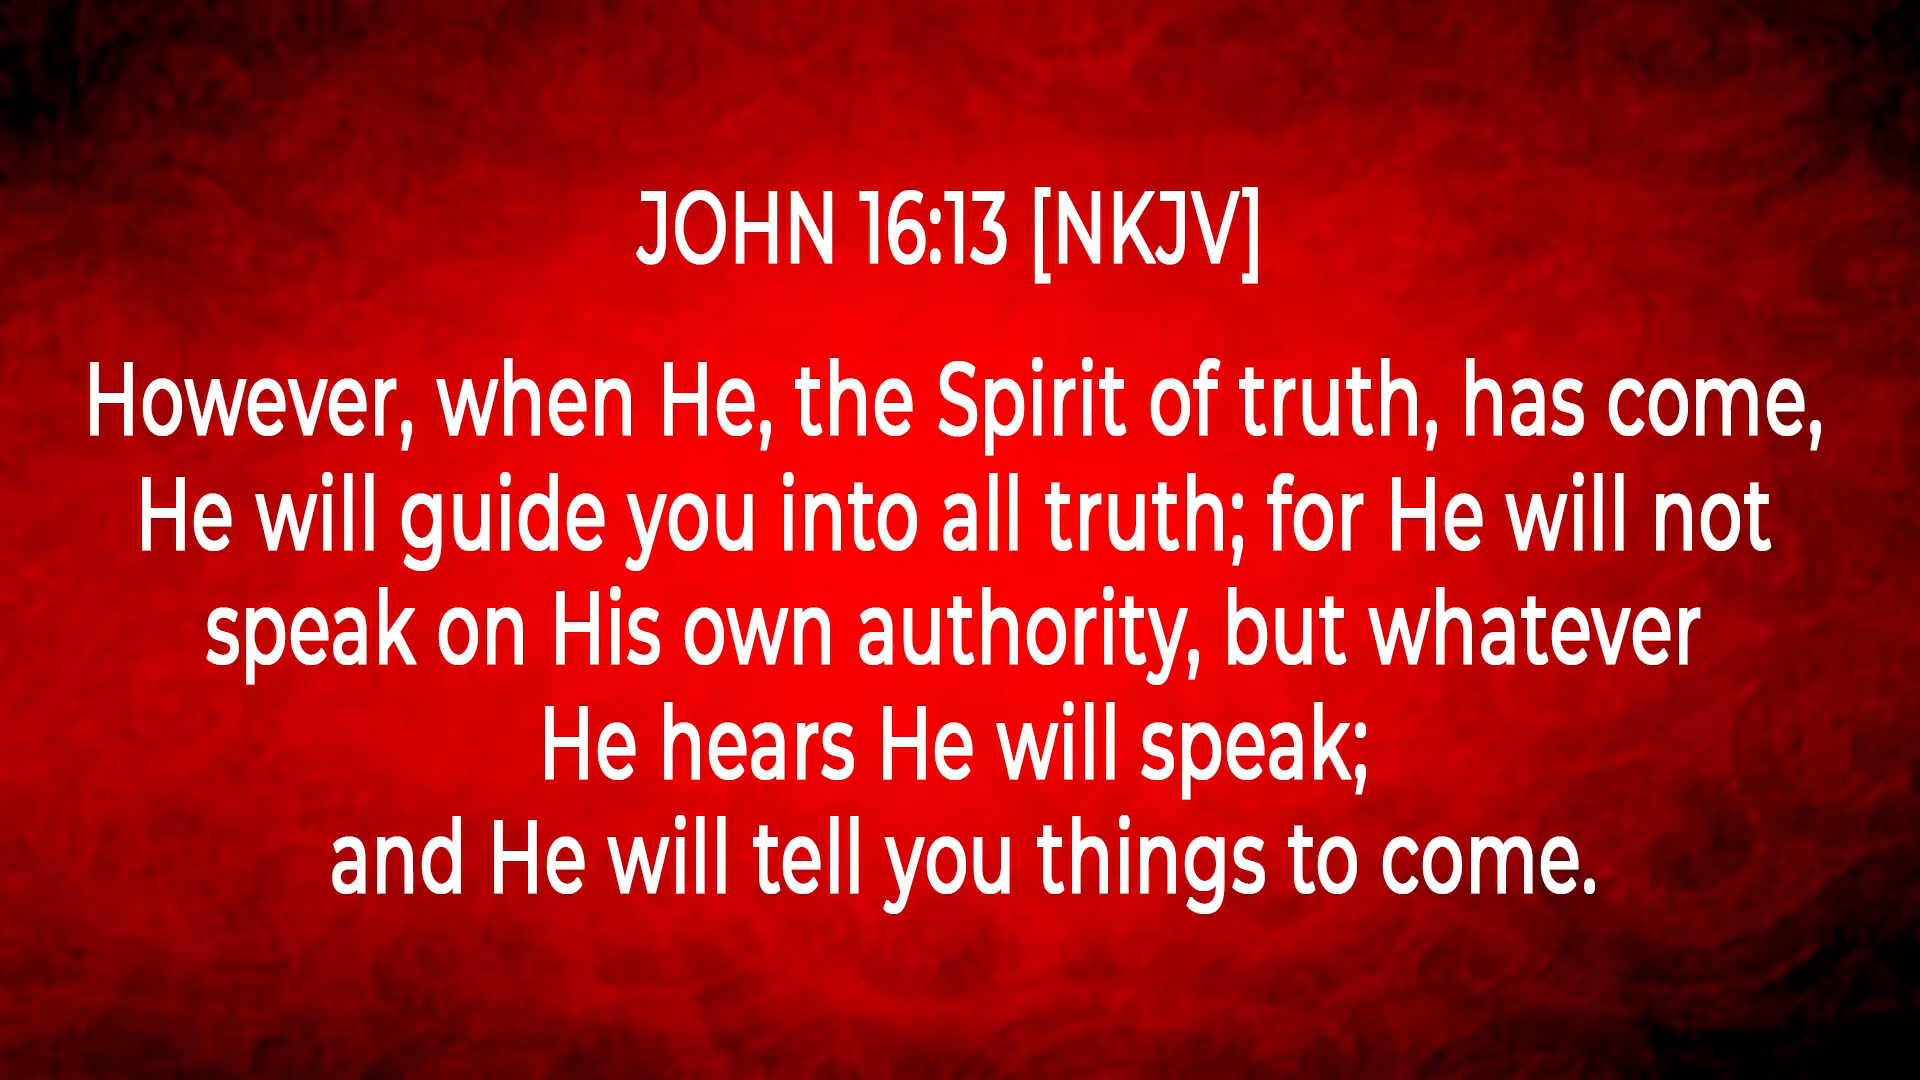 JOHN 16:13 [NKJV]
However, when He, the Spirit of truth, has come,
He will guide you into all truth; for He will not
speak on His own authority, but whatever
He hears He will speak;
and He will tell you things to come.